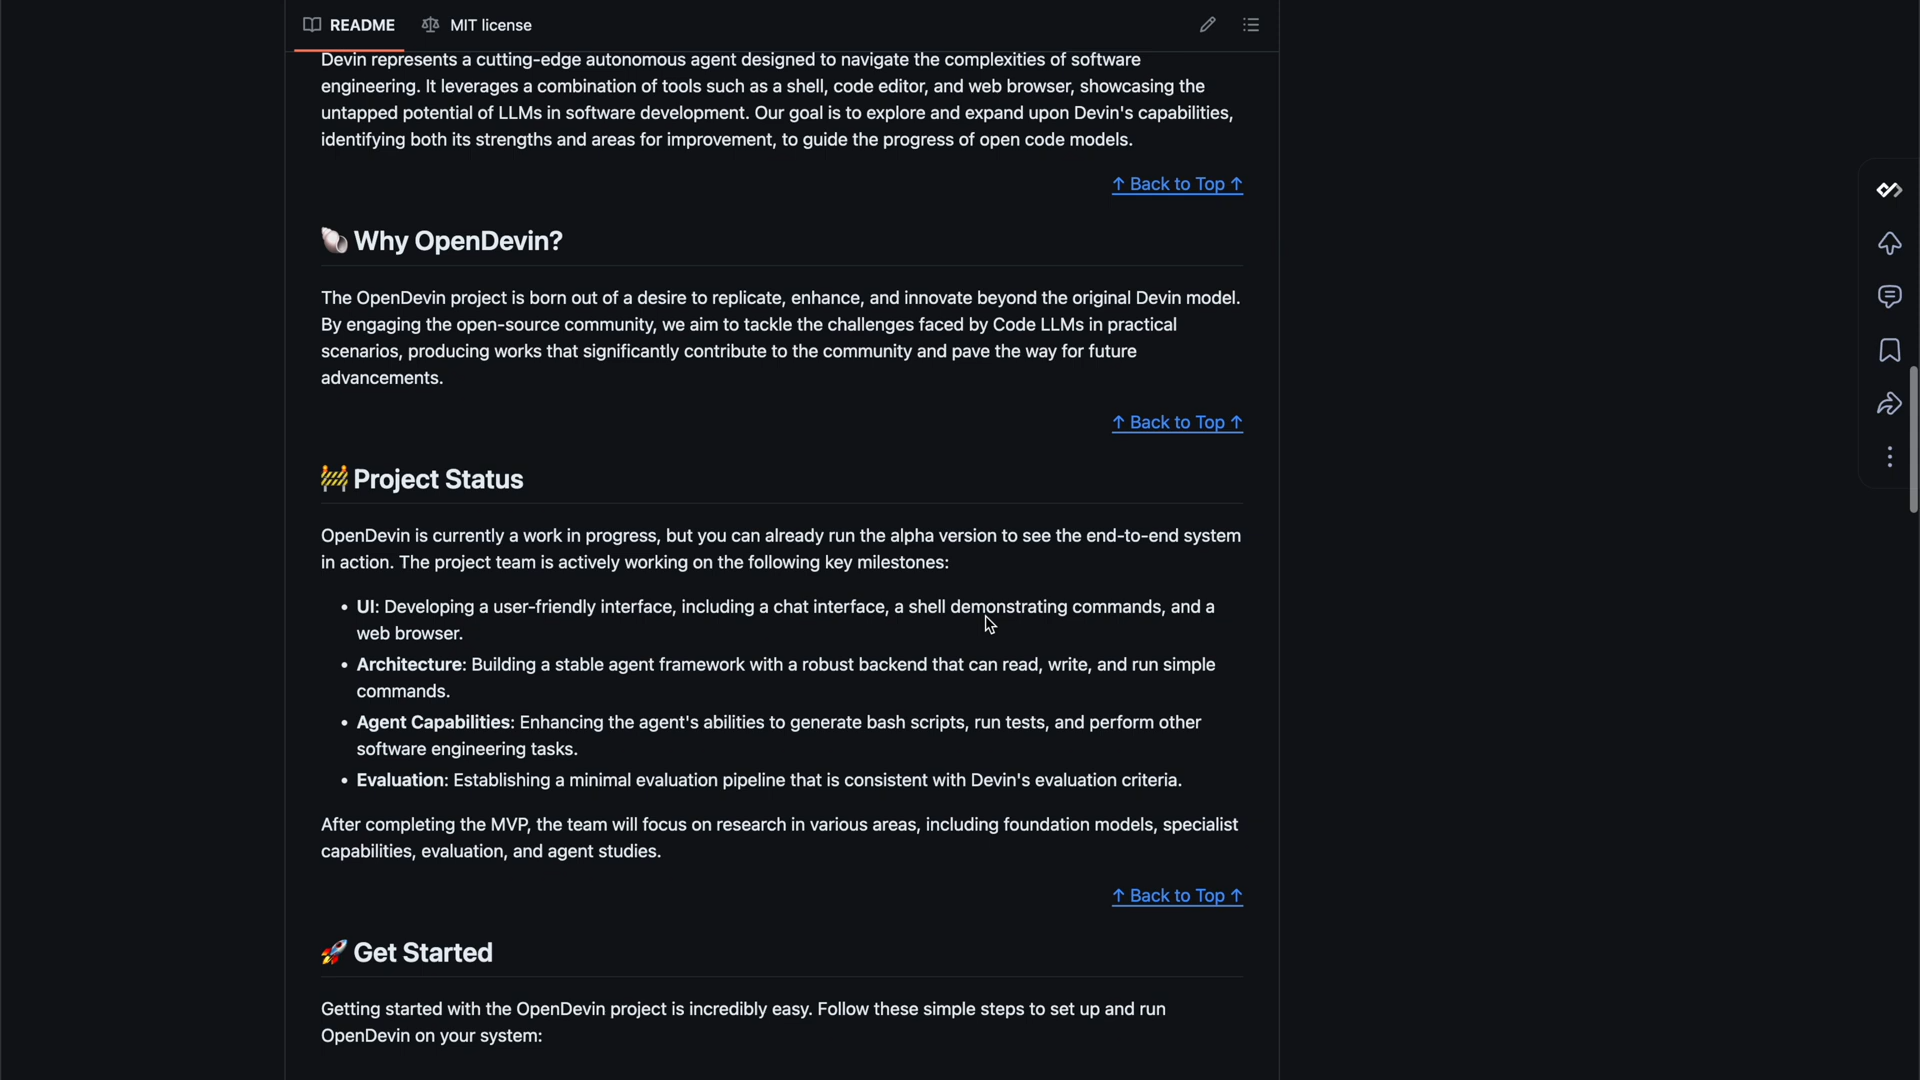 README MIT license
Devin represents a cutting-edge autonomous agent designed to navigate the complexities of software
engineering. It leverages a combination of tools such as a shell, code editor, and web browser, showcasing the
untapped potential of LLMs in software development. Our goal is to explore and expand upon Devin's capabilities,
identifying both its strengths and areas for improvement, to guide the progress of open code models.
↑ Back to Top ↑
🐚 Why OpenDevin?
The OpenDevin project is born out of a desire to replicate, enhance, and innovate beyond the original Devin model.
By engaging the open-source community, we aim to tackle the challenges faced by Code LLMs in practical
scenarios, producing works that significantly contribute to the community and pave the way for future
advancements.
↑ Back to Top ↑
🚧 Project Status
OpenDevin is currently a work in progress, but you can already run the alpha version to see the end-to-end system
in action. The project team is actively working on the following key milestones:
• UI: Developing a user-friendly interface, including a chat interface, a shell demonstrating commands, and a
web browser.
• Architecture: Building a stable agent framework with a robust backend that can read, write, and run simple
commands.
• Agent Capabilities: Enhancing the agent's abilities to generate bash scripts, run tests, and perform other
software engineering tasks.
• Evaluation: Establishing a minimal evaluation pipeline that is consistent with Devin's evaluation criteria.
After completing the MVP, the team will focus on research in various areas, including foundation models, specialist
capabilities, evaluation, and agent studies.
↑ Back to Top ↑
🚀 Get Started
Getting started with the OpenDevin project is incredibly easy. Follow these simple steps to set up and run
OpenDevin on your system: